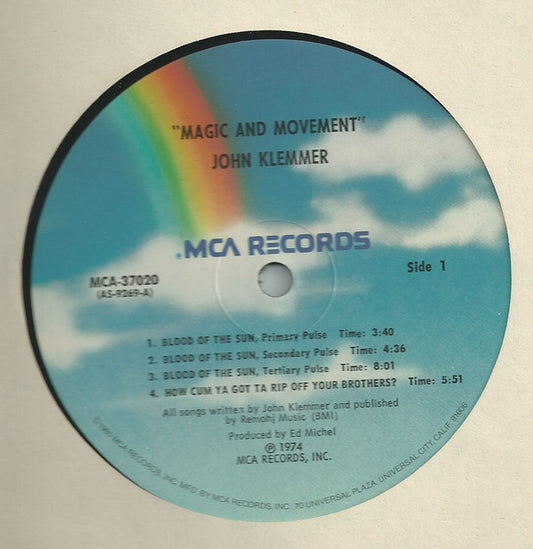 "MAGIC AND MOVEMENT"
JOHN KLEMMER
MCA RECORDS
MCA-37020
(AS-9269-A)
Side 1
1. BLOOD OF THE SUN, Primary Pulse Time: 3:40
2. BLOOD OF THE SUN, Secondary Pulse Time: 4:36
3. BLOOD OF THE SUN, Tertiary Pulse Time: 8:01
4. HOW CUM YA GOT TA RIP OFF YOUR BROTHERS? Time: 5:51
All songs written by John Klemmer and published
by Remohj Music (BMI)
Produced by Ed Michel
℗ 1974
MCA RECORDS, INC.
©1980 MCA RECORDS, INC. MFD. BY MCA RECORDS, INC. 70 UNIVERSAL PLAZA, UNIVERSAL CITY, CALIF. 91608